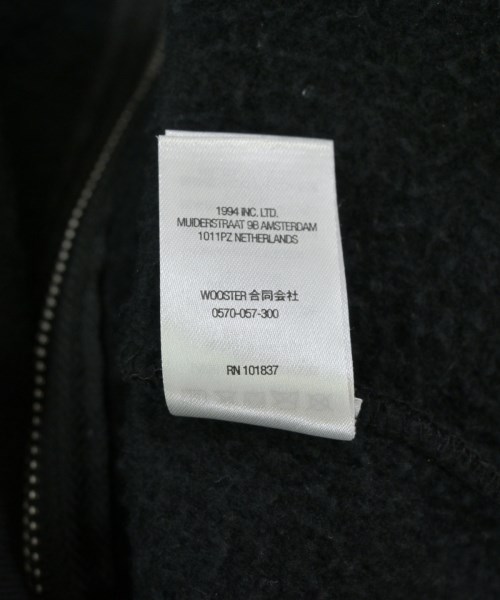 1994 INC. LTD.
MUIDERSTRAAT 9B AMSTERDAM
1011PZ NETHERLANDS
WOOSTER 合同会社
0570-057-300
RN 101837